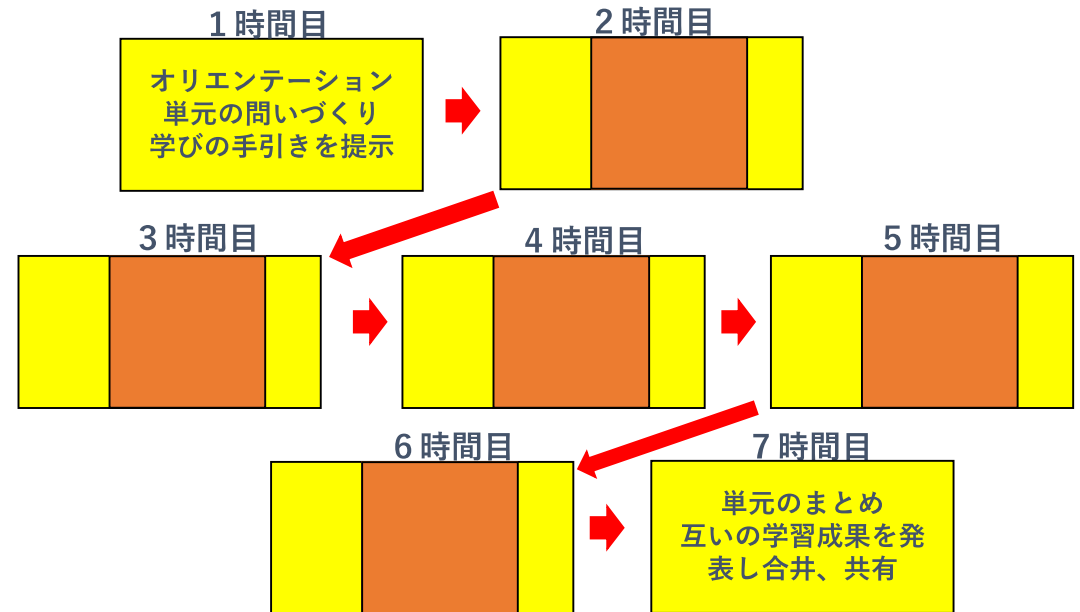 1時間目
2時間目
オリエンテーション
単元の問いづくり
学びの手引きを提示
3時間目
4時間目
5時間目
6時間目
7時間目
単元のまとめ
互いの学習成果を発
表し合井、共有